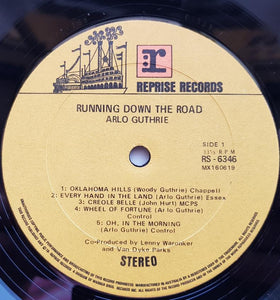 r
REPRISE RECORDS
RUNNING DOWN THE ROAD
ARLO GUTHRIE
SIDE 1
33⅓ R.P.M.
RS - 6346
MX160619
1: OKLAHOMA HILLS (Woody Guthrie) Chappell
2: EVERY HAND IN THE LAND (Arlo Guthrie) Essex
3: CREOLE BELLE (John Hurt) MCPS
4: WHEEL OF FORTUNE (Arlo Guthrie)
Control
5: OH, IN THE MORNING
(Arlo Guthrie) Control
Co-produced by Lenny Waronker
and Van Dyke Parks
STEREO